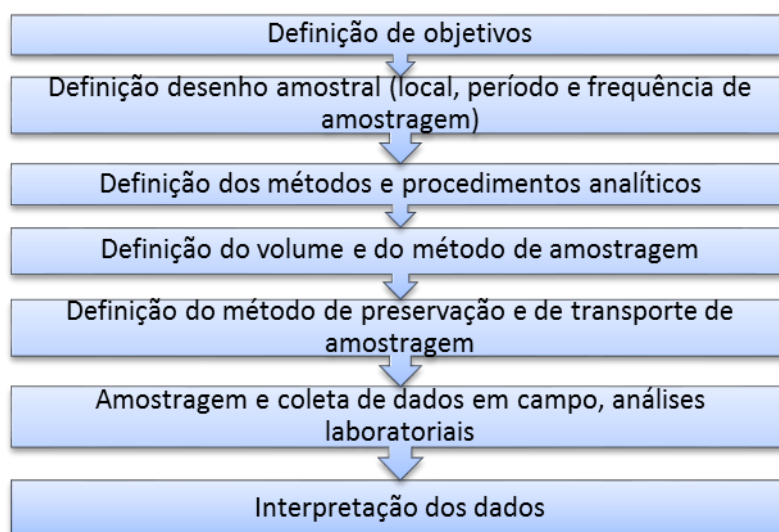 Definição de objetivos
Definição desenho amostral (local, período e frequência de
amostragem)
Definição dos métodos e procedimentos analíticos
Definição do volume e do método de amostragem
Definição do método de preservação e de transporte de
amostragem
Amostragem e coleta de dados em campo, análises
laboratoriais
Interpretação dos dados